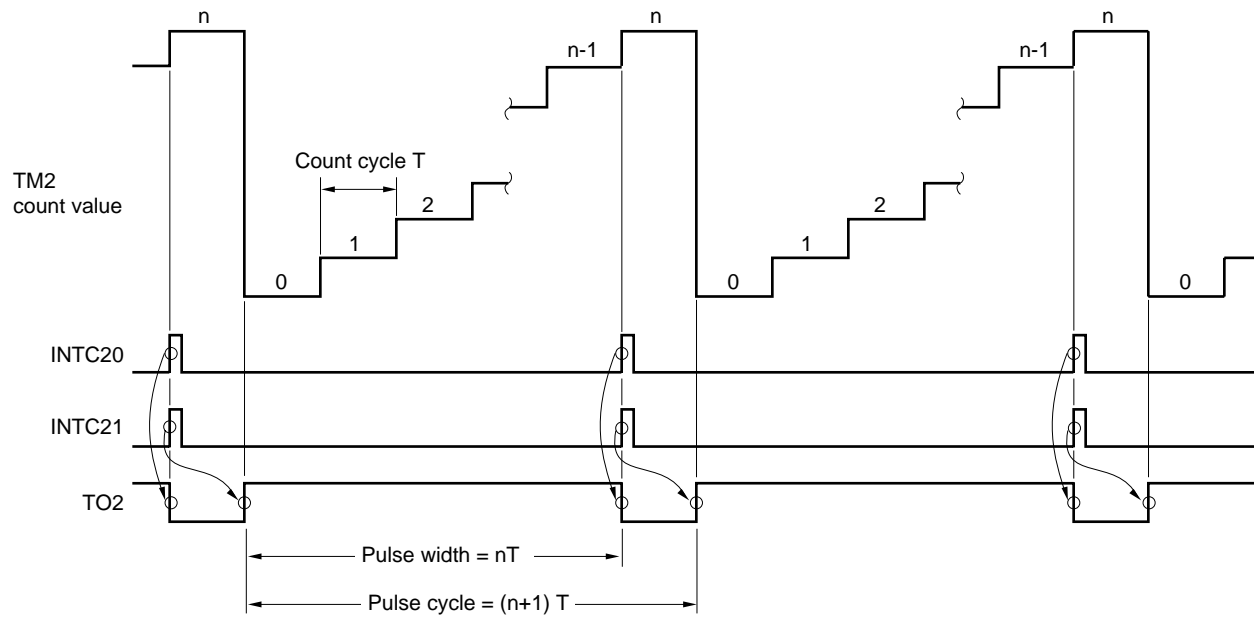 n n n
n-1 n-1
Count cycle T
TM2
count value
2 2
1 1
0 0 0
INTC20
INTC21
TO2
Pulse width = nT
Pulse cycle = (n+1) T